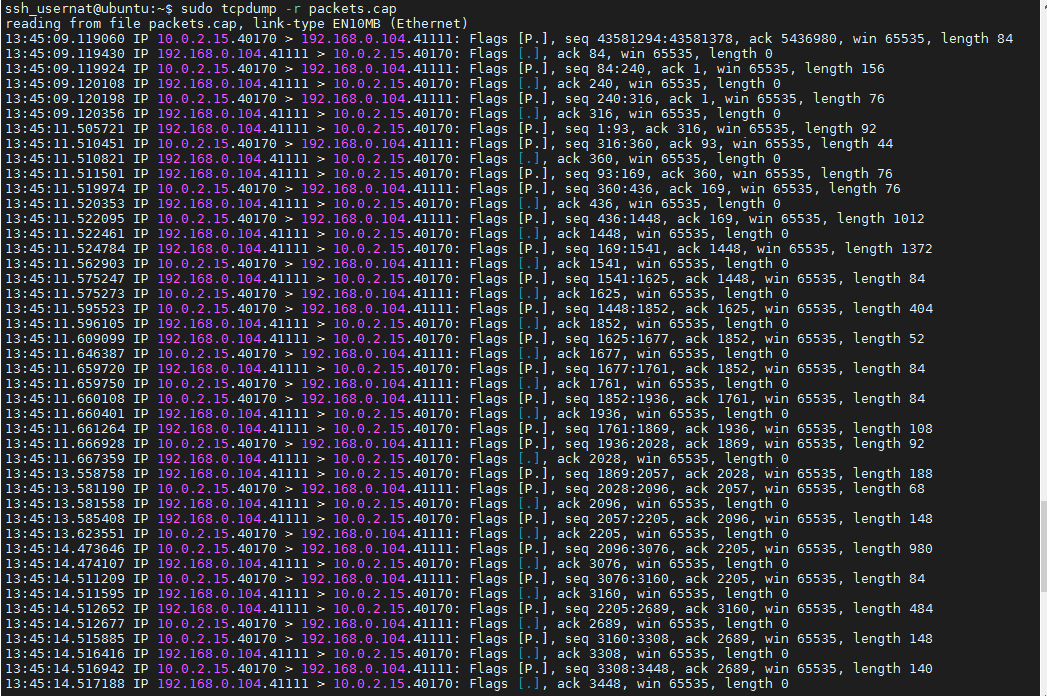 ssh_usernat@ubuntu:~$ sudo tcpdump -r packets.cap
reading from file packets.cap, link-type EN10MB (Ethernet)
13:45:09.119060 IP 10.0.2.15.40170 > 192.168.0.104.41111: Flags [P.], seq 43581294:43581378, ack 5436980, win 65535, length 84
13:45:09.119430 IP 192.168.0.104.41111 > 10.0.2.15.40170: Flags [.], ack 84, win 65535, length 0
13:45:09.119924 IP 10.0.2.15.40170 > 192.168.0.104.41111: Flags [P.], seq 84:240, ack 1, win 65535, length 156
13:45:09.120108 IP 192.168.0.104.41111 > 10.0.2.15.40170: Flags [.], ack 240, win 65535, length 0
13:45:09.120198 IP 10.0.2.15.40170 > 192.168.0.104.41111: Flags [P.], seq 240:316, ack 1, win 65535, length 76
13:45:09.120356 IP 192.168.0.104.41111 > 10.0.2.15.40170: Flags [.], ack 316, win 65535, length 0
13:45:11.505721 IP 192.168.0.104.41111 > 10.0.2.15.40170: Flags [P.], seq 1:93, ack 316, win 65535, length 92
13:45:11.510451 IP 10.0.2.15.40170 > 192.168.0.104.41111: Flags [P.], seq 316:360, ack 93, win 65535, length 44
13:45:11.510821 IP 192.168.0.104.41111 > 10.0.2.15.40170: Flags [.], ack 360, win 65535, length 0
13:45:11.511501 IP 192.168.0.104.41111 > 10.0.2.15.40170: Flags [P.], seq 93:169, ack 360, win 65535, length 76
13:45:11.519974 IP 10.0.2.15.40170 > 192.168.0.104.41111: Flags [P.], seq 360:436, ack 169, win 65535, length 76
13:45:11.520353 IP 192.168.0.104.41111 > 10.0.2.15.40170: Flags [.], ack 436, win 65535, length 0
13:45:11.522095 IP 10.0.2.15.40170 > 192.168.0.104.41111: Flags [P.], seq 436:1448, ack 169, win 65535, length 1012
13:45:11.522461 IP 192.168.0.104.41111 > 10.0.2.15.40170: Flags [.], ack 1448, win 65535, length 0
13:45:11.524784 IP 192.168.0.104.41111 > 10.0.2.15.40170: Flags [P.], seq 169:1541, ack 1448, win 65535, length 1372
13:45:11.562903 IP 10.0.2.15.40170 > 192.168.0.104.41111: Flags [.], ack 1541, win 65535, length 0
13:45:11.575247 IP 192.168.0.104.41111 > 10.0.2.15.40170: Flags [P.], seq 1541:1625, ack 1448, win 65535, length 84
13:45:11.575273 IP 10.0.2.15.40170 > 192.168.0.104.41111: Flags [.], ack 1625, win 65535, length 0
13:45:11.595523 IP 10.0.2.15.40170 > 192.168.0.104.41111: Flags [P.], seq 1448:1852, ack 1625, win 65535, length 404
13:45:11.596105 IP 192.168.0.104.41111 > 10.0.2.15.40170: Flags [.], ack 1852, win 65535, length 0
13:45:11.609099 IP 192.168.0.104.41111 > 10.0.2.15.40170: Flags [P.], seq 1625:1677, ack 1852, win 65535, length 52
13:45:11.646387 IP 10.0.2.15.40170 > 192.168.0.104.41111: Flags [.], ack 1677, win 65535, length 0
13:45:11.659720 IP 192.168.0.104.41111 > 10.0.2.15.40170: Flags [P.], seq 1677:1761, ack 1852, win 65535, length 84
13:45:11.659750 IP 10.0.2.15.40170 > 192.168.0.104.41111: Flags [.], ack 1761, win 65535, length 0
13:45:11.660108 IP 10.0.2.15.40170 > 192.168.0.104.41111: Flags [P.], seq 1852:1936, ack 1761, win 65535, length 84
13:45:11.660401 IP 192.168.0.104.41111 > 10.0.2.15.40170: Flags [.], ack 1936, win 65535, length 0
13:45:11.661264 IP 192.168.0.104.41111 > 10.0.2.15.40170: Flags [P.], seq 1761:1869, ack 1936, win 65535, length 108
13:45:11.666928 IP 10.0.2.15.40170 > 192.168.0.104.41111: Flags [P.], seq 1936:2028, ack 1869, win 65535, length 92
13:45:11.667359 IP 192.168.0.104.41111 > 10.0.2.15.40170: Flags [.], ack 2028, win 65535, length 0
13:45:13.558758 IP 192.168.0.104.41111 > 10.0.2.15.40170: Flags [P.], seq 1869:2057, ack 2028, win 65535, length 188
13:45:13.581190 IP 10.0.2.15.40170 > 192.168.0.104.41111: Flags [P.], seq 2028:2096, ack 2057, win 65535, length 68
13:45:13.581558 IP 192.168.0.104.41111 > 10.0.2.15.40170: Flags [.], ack 2096, win 65535, length 0
13:45:13.585408 IP 192.168.0.104.41111 > 10.0.2.15.40170: Flags [P.], seq 2057:2205, ack 2096, win 65535, length 148
13:45:13.623551 IP 10.0.2.15.40170 > 192.168.0.104.41111: Flags [.], ack 2205, win 65535, length 0
13:45:14.473646 IP 10.0.2.15.40170 > 192.168.0.104.41111: Flags [P.], seq 2096:3076, ack 2205, win 65535, length 980
13:45:14.474107 IP 192.168.0.104.41111 > 10.0.2.15.40170: Flags [.], ack 3076, win 65535, length 0
13:45:14.511209 IP 10.0.2.15.40170 > 192.168.0.104.41111: Flags [P.], seq 3076:3160, ack 2205, win 65535, length 84
13:45:14.511595 IP 192.168.0.104.41111 > 10.0.2.15.40170: Flags [.], ack 3160, win 65535, length 0
13:45:14.512652 IP 192.168.0.104.41111 > 10.0.2.15.40170: Flags [P.], seq 2205:2689, ack 3160, win 65535, length 484
13:45:14.512677 IP 10.0.2.15.40170 > 192.168.0.104.41111: Flags [.], ack 2689, win 65535, length 0
13:45:14.515885 IP 10.0.2.15.40170 > 192.168.0.104.41111: Flags [P.], seq 3160:3308, ack 2689, win 65535, length 148
13:45:14.516416 IP 192.168.0.104.41111 > 10.0.2.15.40170: Flags [.], ack 3308, win 65535, length 0
13:45:14.516942 IP 10.0.2.15.40170 > 192.168.0.104.41111: Flags [P.], seq 3308:3448, ack 2689, win 65535, length 140
13:45:14.517188 IP 192.168.0.104.41111 > 10.0.2.15.40170: Flags [.], ack 3448, win 65535, length 0